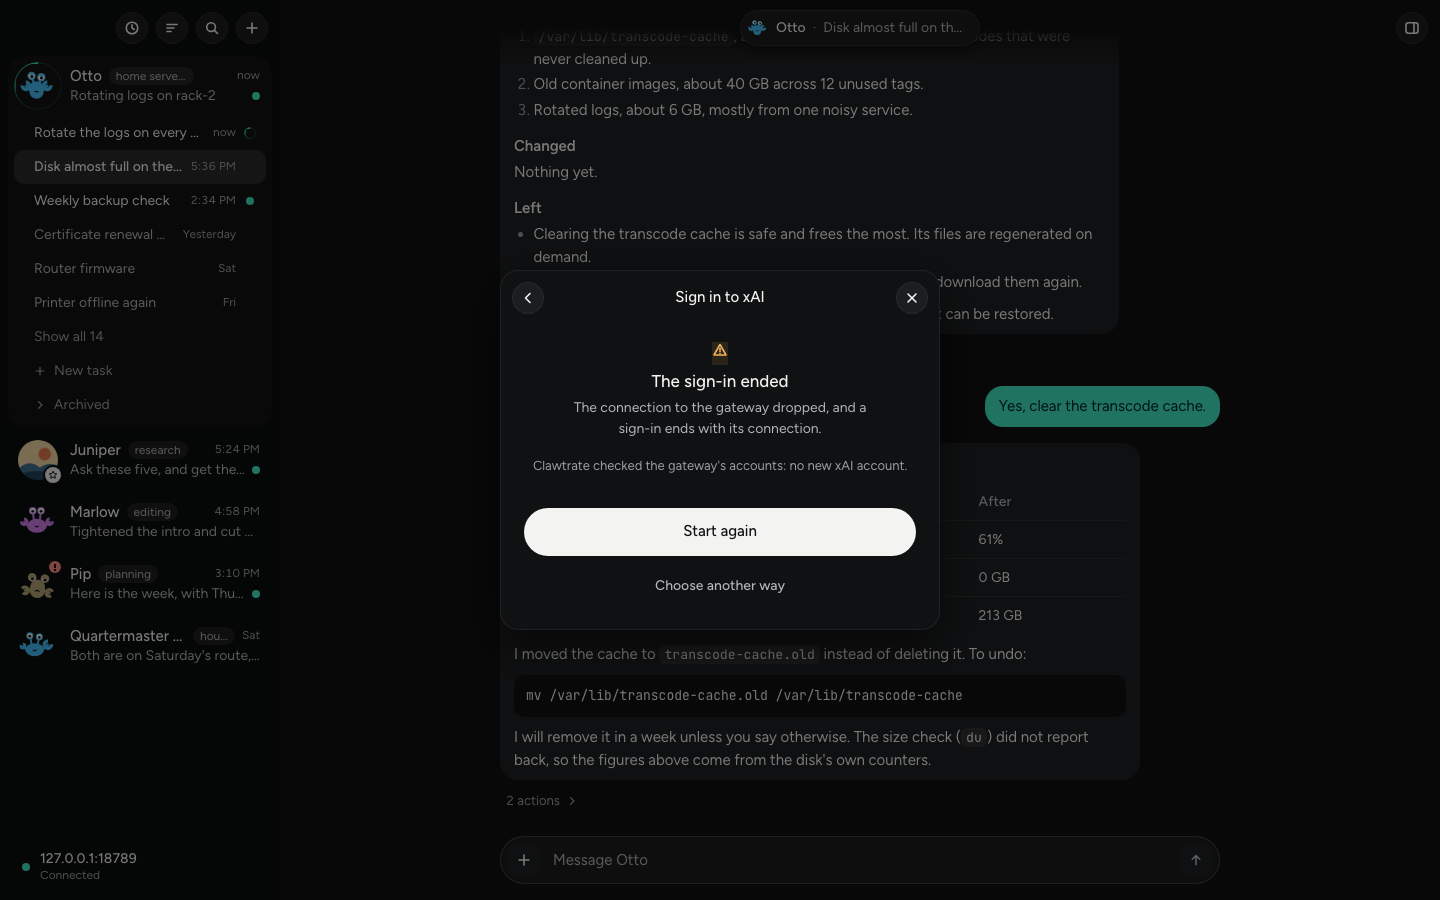 Otto · Disk almost full on th...
Otto home serve... now
Rotating logs on rack-2
Rotate the logs on every ... now
Disk almost full on the... 5:36 PM
Weekly backup check 2:34 PM
Certificate renewal ... Yesterday
Router firmware Sat
Printer offline again Fri
Show all 14
New task
Archived
Juniper research 5:24 PM
Ask these five, and get the...
Marlow editing 4:58 PM
Tightened the intro and cut ...
Pip planning 3:10 PM
Here is the week, with Thu...
Quartermaster ... hou... Sat
Both are on Saturday's route,...
127.0.0.1:18789
Connected
1. /var/lib/transcode-cache, that were
never cleaned up.
2. Old container images, about 40 GB across 12 unused tags.
3. Rotated logs, about 6 GB, mostly from one noisy service.
Changed
Nothing yet.
Left
Clearing the transcode cache is safe and frees the most. Its files are regenerated on
demand.
download them again.
can be restored.
Sign in to xAI
The sign-in ended
The connection to the gateway dropped, and a
sign-in ends with its connection.
Clawtrate checked the gateway's accounts: no new xAI account.
Start again
Choose another way
Yes, clear the transcode cache.
After
61%
0 GB
213 GB
I moved the cache to transcode-cache.old instead of deleting it. To undo:
mv /var/lib/transcode-cache.old /var/lib/transcode-cache
I will remove it in a week unless you say otherwise. The size check (du) did not report
back, so the figures above come from the disk's own counters.
2 actions
Message Otto